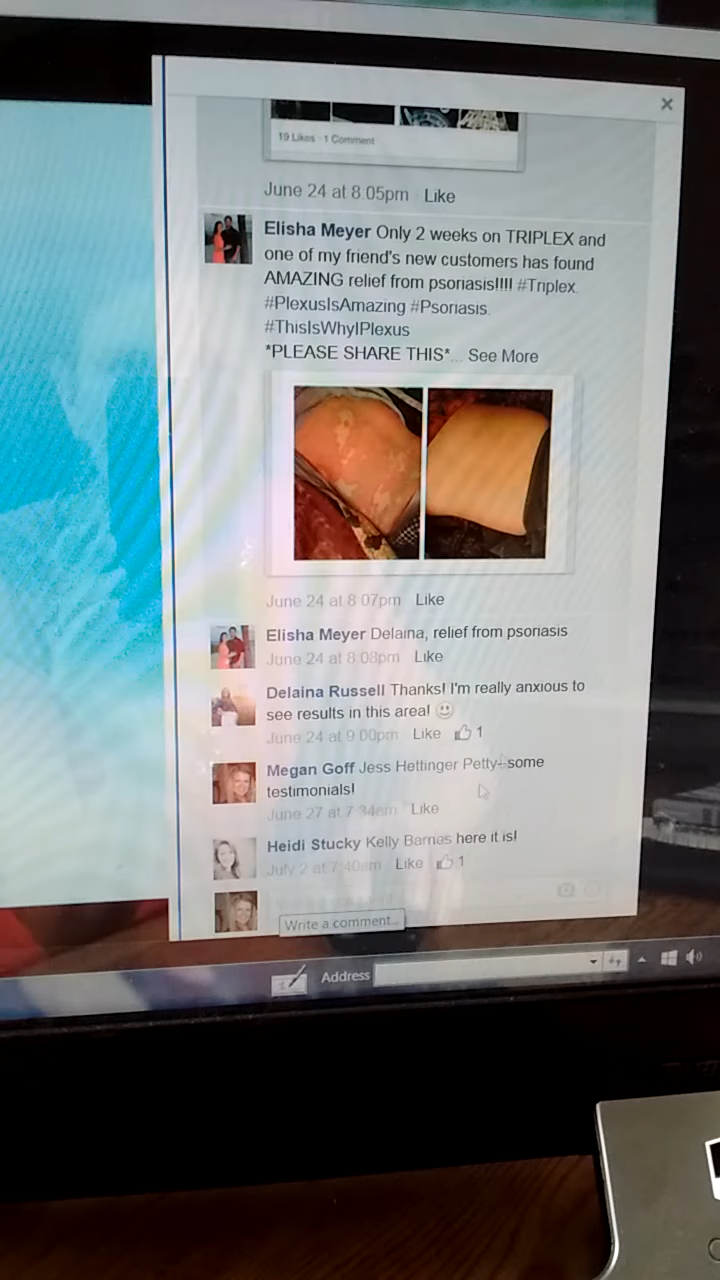 19 Likes · 1 Comment
June 24 at 8:05pm · Like
Elisha Meyer Only 2 weeks on TRIPLEX and
one of my friend's new customers has found
AMAZING relief from psoriasis!!!! #Triplex.
#PlexusIsAmazing #Psoriasis.
#ThisIsWhyIPlexus
*PLEASE SHARE THIS*... See More
June 24 at 8:07pm · Like
Elisha Meyer Delaina, relief from psoriasis
June 24 at 8:08pm · Like
Delaina Russell Thanks! I'm really anxious to
see results in this area!
June 24 at 9:00pm · Like · 1
Megan Goff Jess Hettinger Petty--some
testimonials!
June 27 at 7:34am · Like
Heidi Stucky Kelly Barnes here it is!
July 2 at 7:40am · Like · 1
Write a comment...
Address